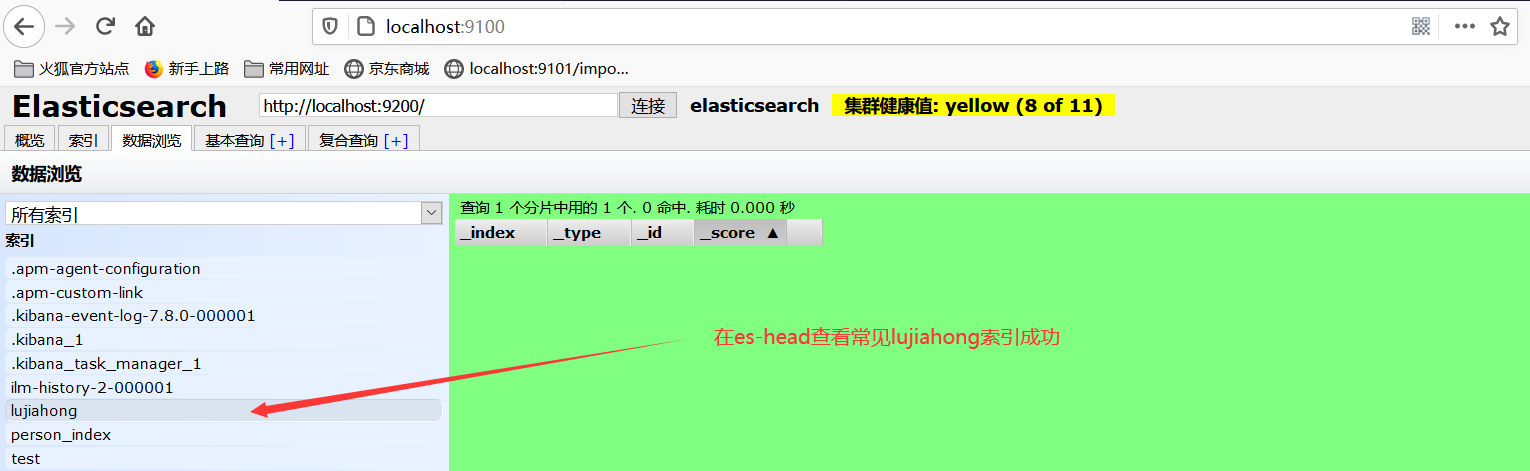 localhost:9100
火狐官方站点 新手上路 常用网址 京东商城 localhost:9101/impo...
Elasticsearch http://localhost:9200/ 连接 elasticsearch 集群健康值: yellow (8 of 11)
概览 索引 数据浏览 基本查询 [+] 复合查询 [+]
数据浏览
所有索引
索引
.apm-agent-configuration
.apm-custom-link
.kibana-event-log-7.8.0-000001
.kibana_1
.kibana_task_manager_1
ilm-history-2-000001
lujiahong
person_index
test
查询 1 个分片中用的 1 个. 0 命中. 耗时 0.000 秒
_index _type _id _score ▲
在es-head查看常见lujiahong索引成功